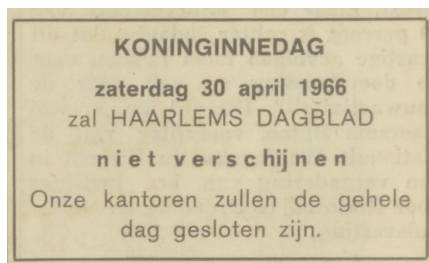 KONINGINNEDAG
zaterdag 30 april 1966
zal HAARLEMS DAGBLAD
niet verschijnen
Onze kantoren zullen de gehele
dag gesloten zijn.